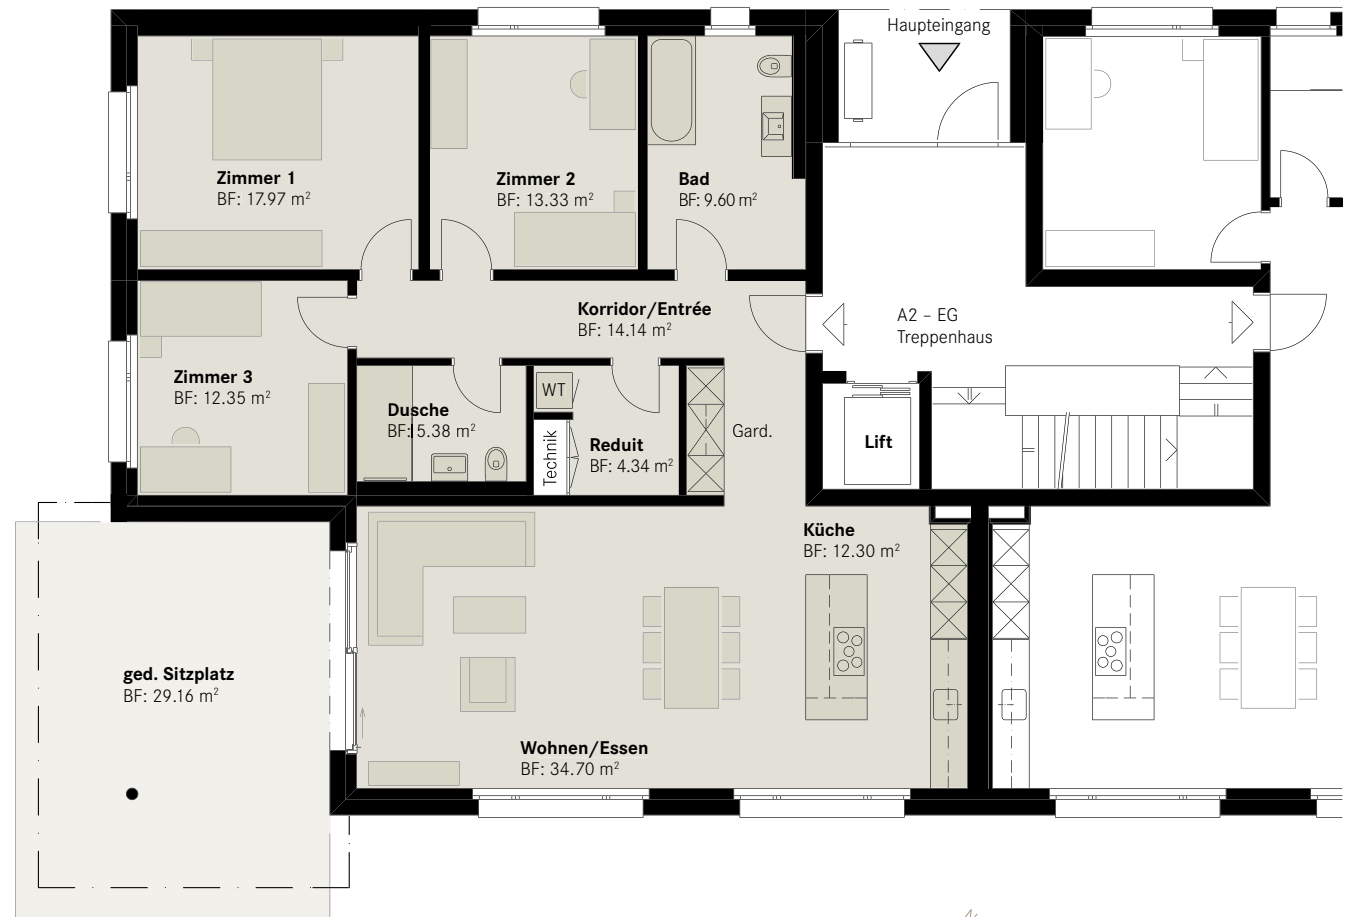 Haupteingang
Zimmer 1
BF: 17.97 m²
Zimmer 2
BF: 13.33 m²
Bad
BF: 9.60 m²
Korridor/Entrée
BF: 14.14 m²
A2 – EG
Treppenhaus
Zimmer 3
BF: 12.35 m²
Dusche
BF: 5.38 m²
WT
Technik
Reduit
BF: 4.34 m²
Gard.
Lift
Küche
BF: 12.30 m²
ged. Sitzplatz
BF: 29.16 m²
Wohnen/Essen
BF: 34.70 m²